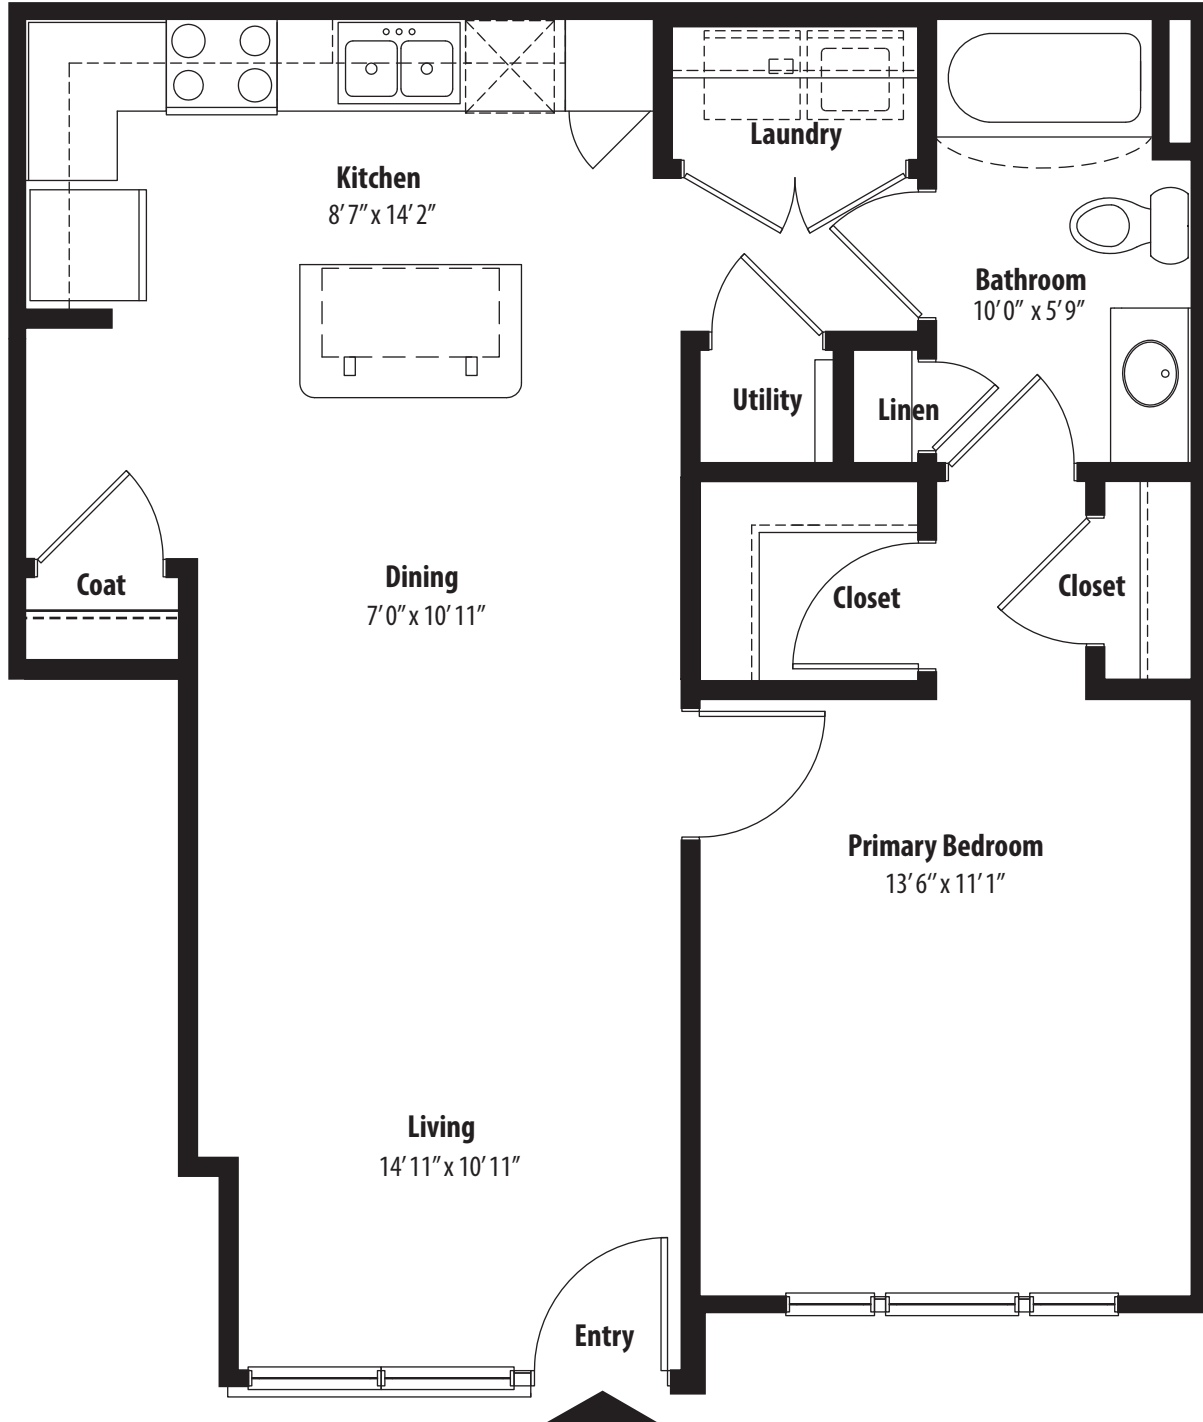 Laundry
Kitchen
8’7” x 14’2”
Bathroom
10’0” x 5’9”
Utility
Linen
Coat
Dining
7’0” x 10’11”
Closet
Closet
Primary Bedroom
13’6” x 11’1”
Living
14’11” x 10’11”
Entry